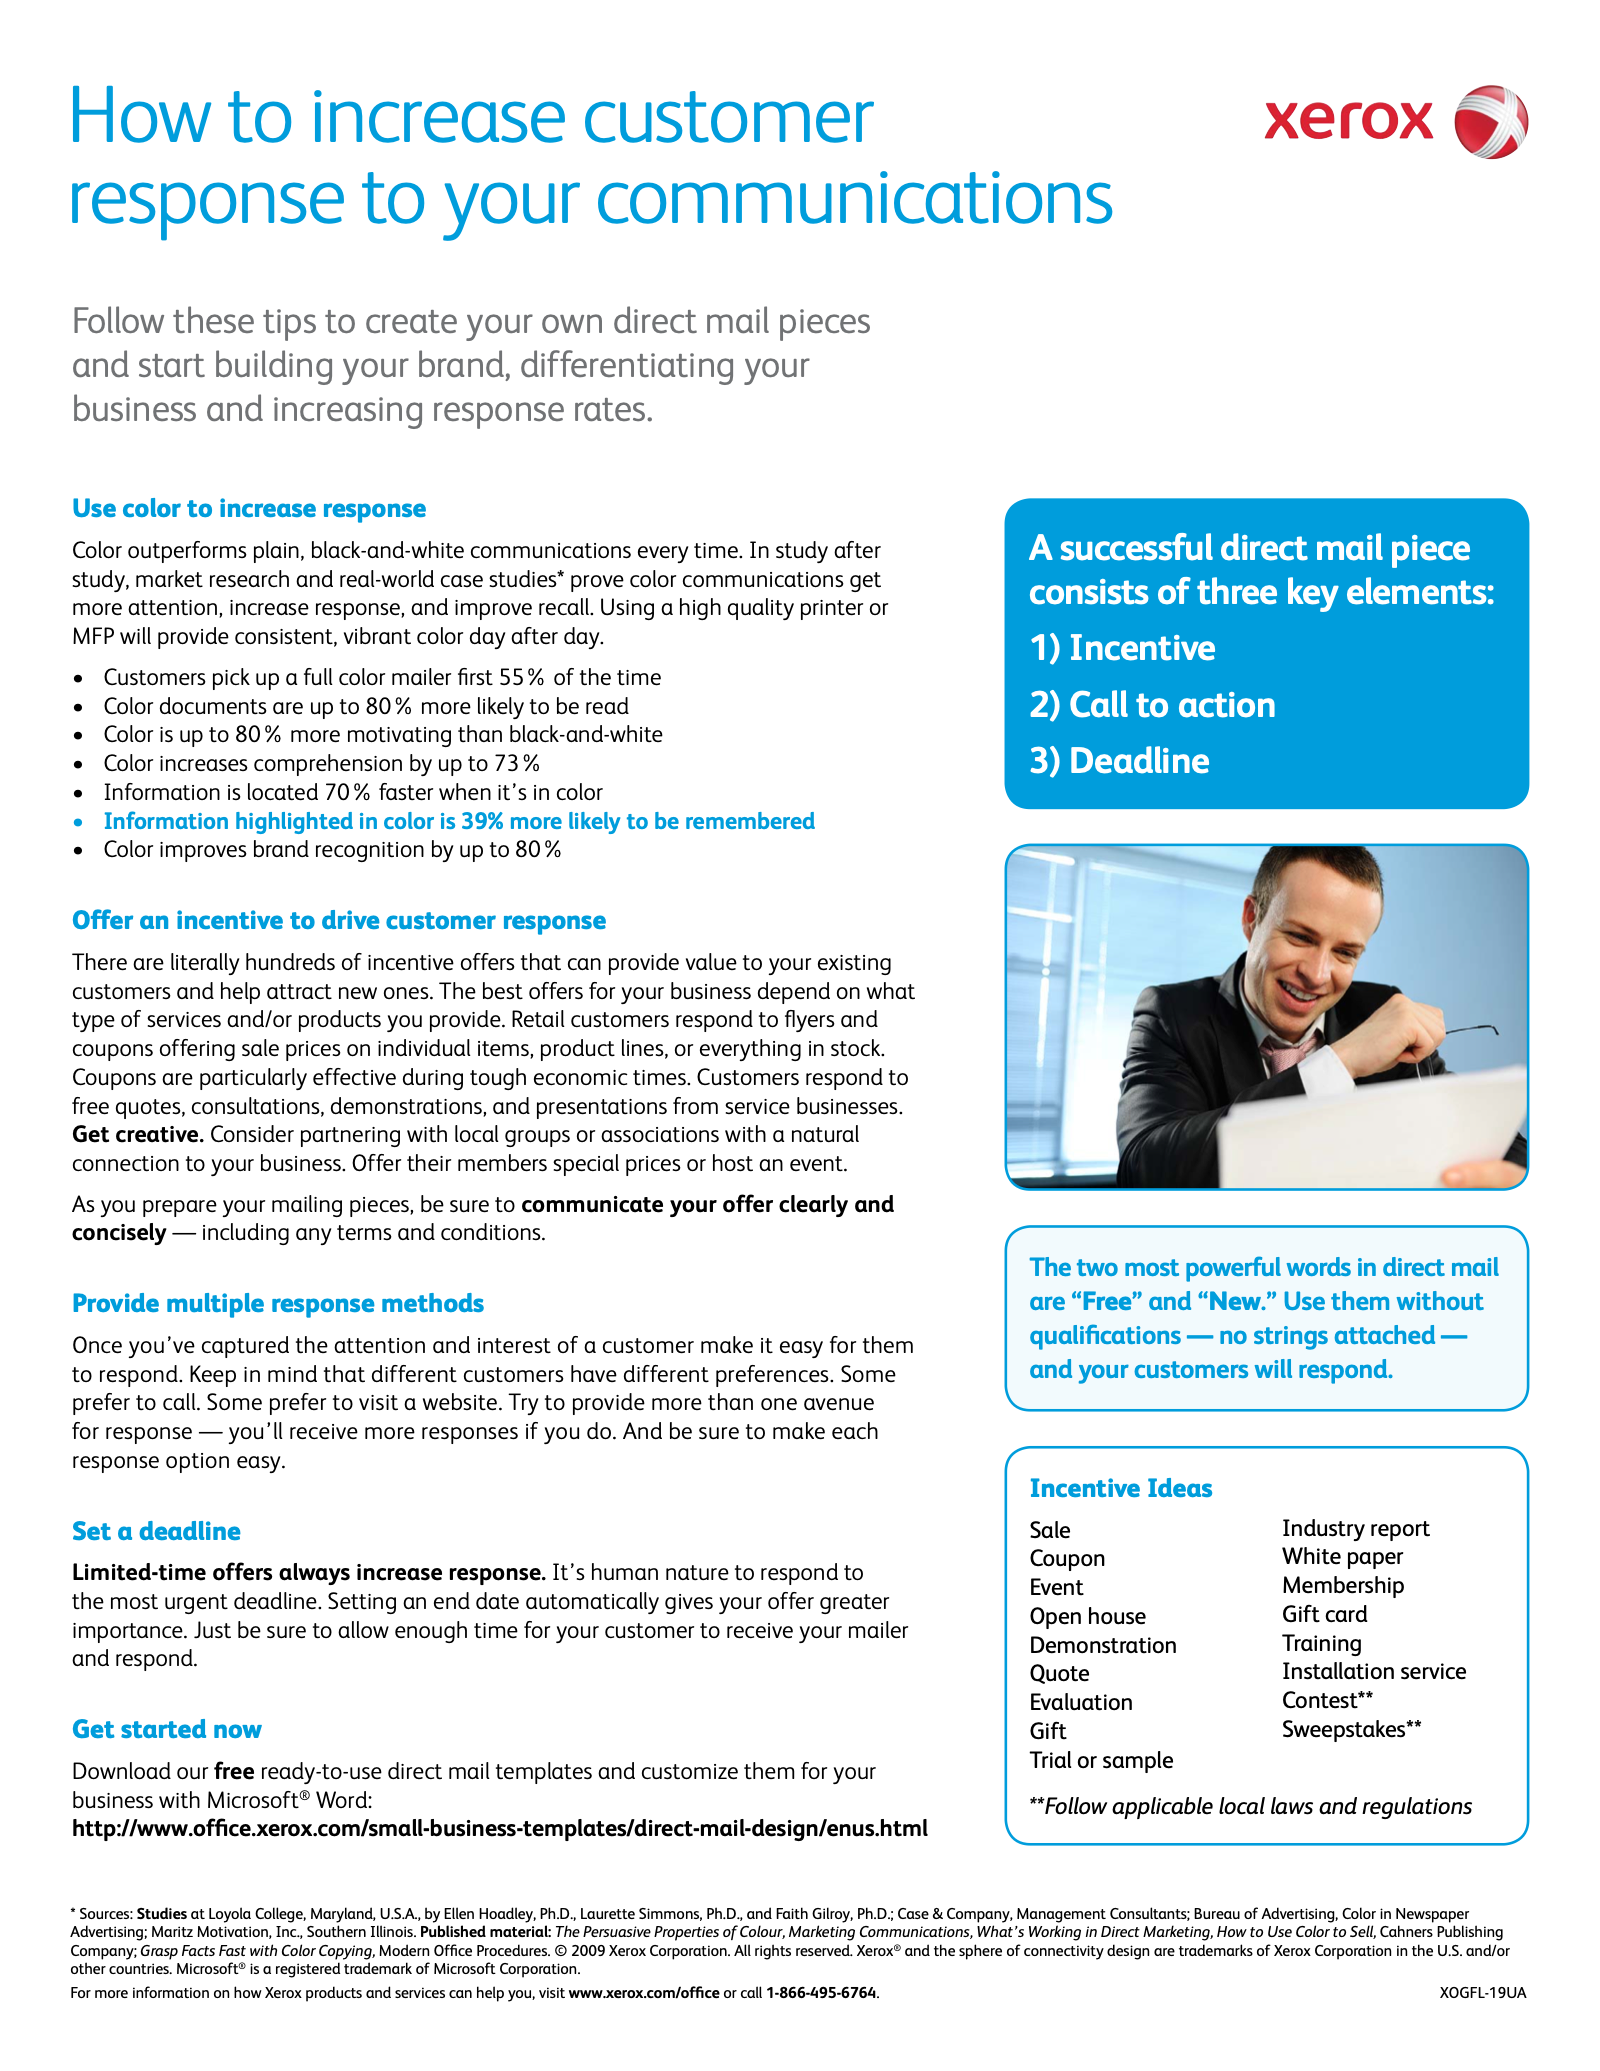 How to increase customer
response to your communications
xerox
Follow these tips to create your own direct mail pieces
and start building your brand, differentiating your
business and increasing response rates.
Use color to increase response
Color outperforms plain, black-and-white communications every time. In study after
study, market research and real-world case studies* prove color communications get
more attention, increase response, and improve recall. Using a high quality printer or
MFP will provide consistent, vibrant color day after day.
• Customers pick up a full color mailer first 55% of the time
• Color documents are up to 80% more likely to be read
• Color is up to 80% more motivating than black-and-white
• Color increases comprehension by up to 73%
• Information is located 70% faster when it's in color
• Information highlighted in color is 39% more likely to be remembered
• Color improves brand recognition by up to 80%
Offer an incentive to drive customer response
There are literally hundreds of incentive offers that can provide value to your existing
customers and help attract new ones. The best offers for your business depend on what
type of services and/or products you provide. Retail customers respond to flyers and
coupons offering sale prices on individual items, product lines, or everything in stock.
Coupons are particularly effective during tough economic times. Customers respond to
free quotes, consultations, demonstrations, and presentations from service businesses.
Get creative. Consider partnering with local groups or associations with a natural
connection to your business. Offer their members special prices or host an event.
As you prepare your mailing pieces, be sure to communicate your offer clearly and
concisely — including any terms and conditions.
Provide multiple response methods
Once you've captured the attention and interest of a customer make it easy for them
to respond. Keep in mind that different customers have different preferences. Some
prefer to call. Some prefer to visit a website. Try to provide more than one avenue
for response — you'll receive more responses if you do. And be sure to make each
response option easy.
Set a deadline
Limited-time offers always increase response. It's human nature to respond to
the most urgent deadline. Setting an end date automatically gives your offer greater
importance. Just be sure to allow enough time for your customer to receive your mailer
and respond.
Get started now
Download our free ready-to-use direct mail templates and customize them for your
business with Microsoft® Word:
http://www.office.xerox.com/small-business-templates/direct-mail-design/enus.html
A successful direct mail piece
consists of three key elements:
1) Incentive
2) Call to action
3) Deadline
The two most powerful words in direct mail
are “Free” and “New.” Use them without
qualifications — no strings attached —
and your customers will respond.
Incentive Ideas
Sale
Coupon
Event
Open house
Demonstration
Quote
Evaluation
Gift
Trial or sample
Industry report
White paper
Membership
Gift card
Training
Installation service
Contest**
Sweepstakes**
**Follow applicable local laws and regulations
* Sources: Studies at Loyola College, Maryland, U.S.A., by Ellen Hoadley, Ph.D., Laurette Simmons, Ph.D., and Faith Gilroy, Ph.D.; Case & Company, Management Consultants; Bureau of Advertising, Color in Newspaper
Advertising; Maritz Motivation, Inc., Southern Illinois. Published material: The Persuasive Properties of Colour, Marketing Communications, What's Working in Direct Marketing, How to Use Color to Sell, Cahners Publishing
Company; Grasp Facts Fast with Color Copying, Modern Office Procedures. © 2009 Xerox Corporation. All rights reserved. Xerox® and the sphere of connectivity design are trademarks of Xerox Corporation in the U.S. and/or
other countries. Microsoft® is a registered trademark of Microsoft Corporation.
For more information on how Xerox products and services can help you, visit www.xerox.com/office or call 1-866-495-6764.
XOGFL-19UA